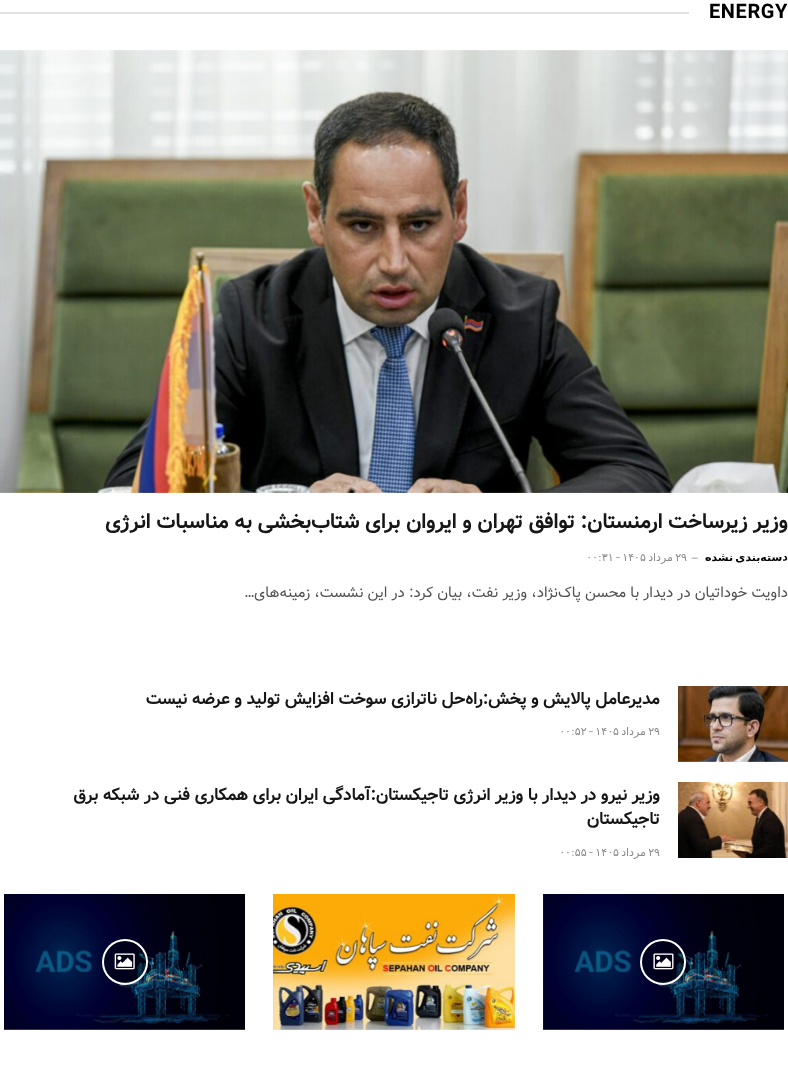 ENERGY
وزیر زیرساخت ارمنستان: توافق تهران و ایروان برای شتاب‌بخشی به مناسبات انرژی
دسته‌بندی نشده – ۲۹ مرداد ۱۴۰۵ - ۰۰:۳۱
داویت خوداتیان در دیدار با محسن پاک‌نژاد، وزیر نفت، بیان کرد: در این نشست، زمینه‌های...
مدیرعامل پالایش و پخش:راه‌حل ناترازی سوخت افزایش تولید و عرضه نیست
۲۹ مرداد ۱۴۰۵ - ۰۰:۵۲
وزیر نیرو در دیدار با وزیر انرژی تاجیکستان:آمادگی ایران برای همکاری فنی در شبکه برق
تاجیکستان
۲۹ مرداد ۱۴۰۵ - ۰۰:۵۵
ADS
شرکت نفت سپاهان
SEPAHAN OIL COMPANY
اسپیدی
ADS